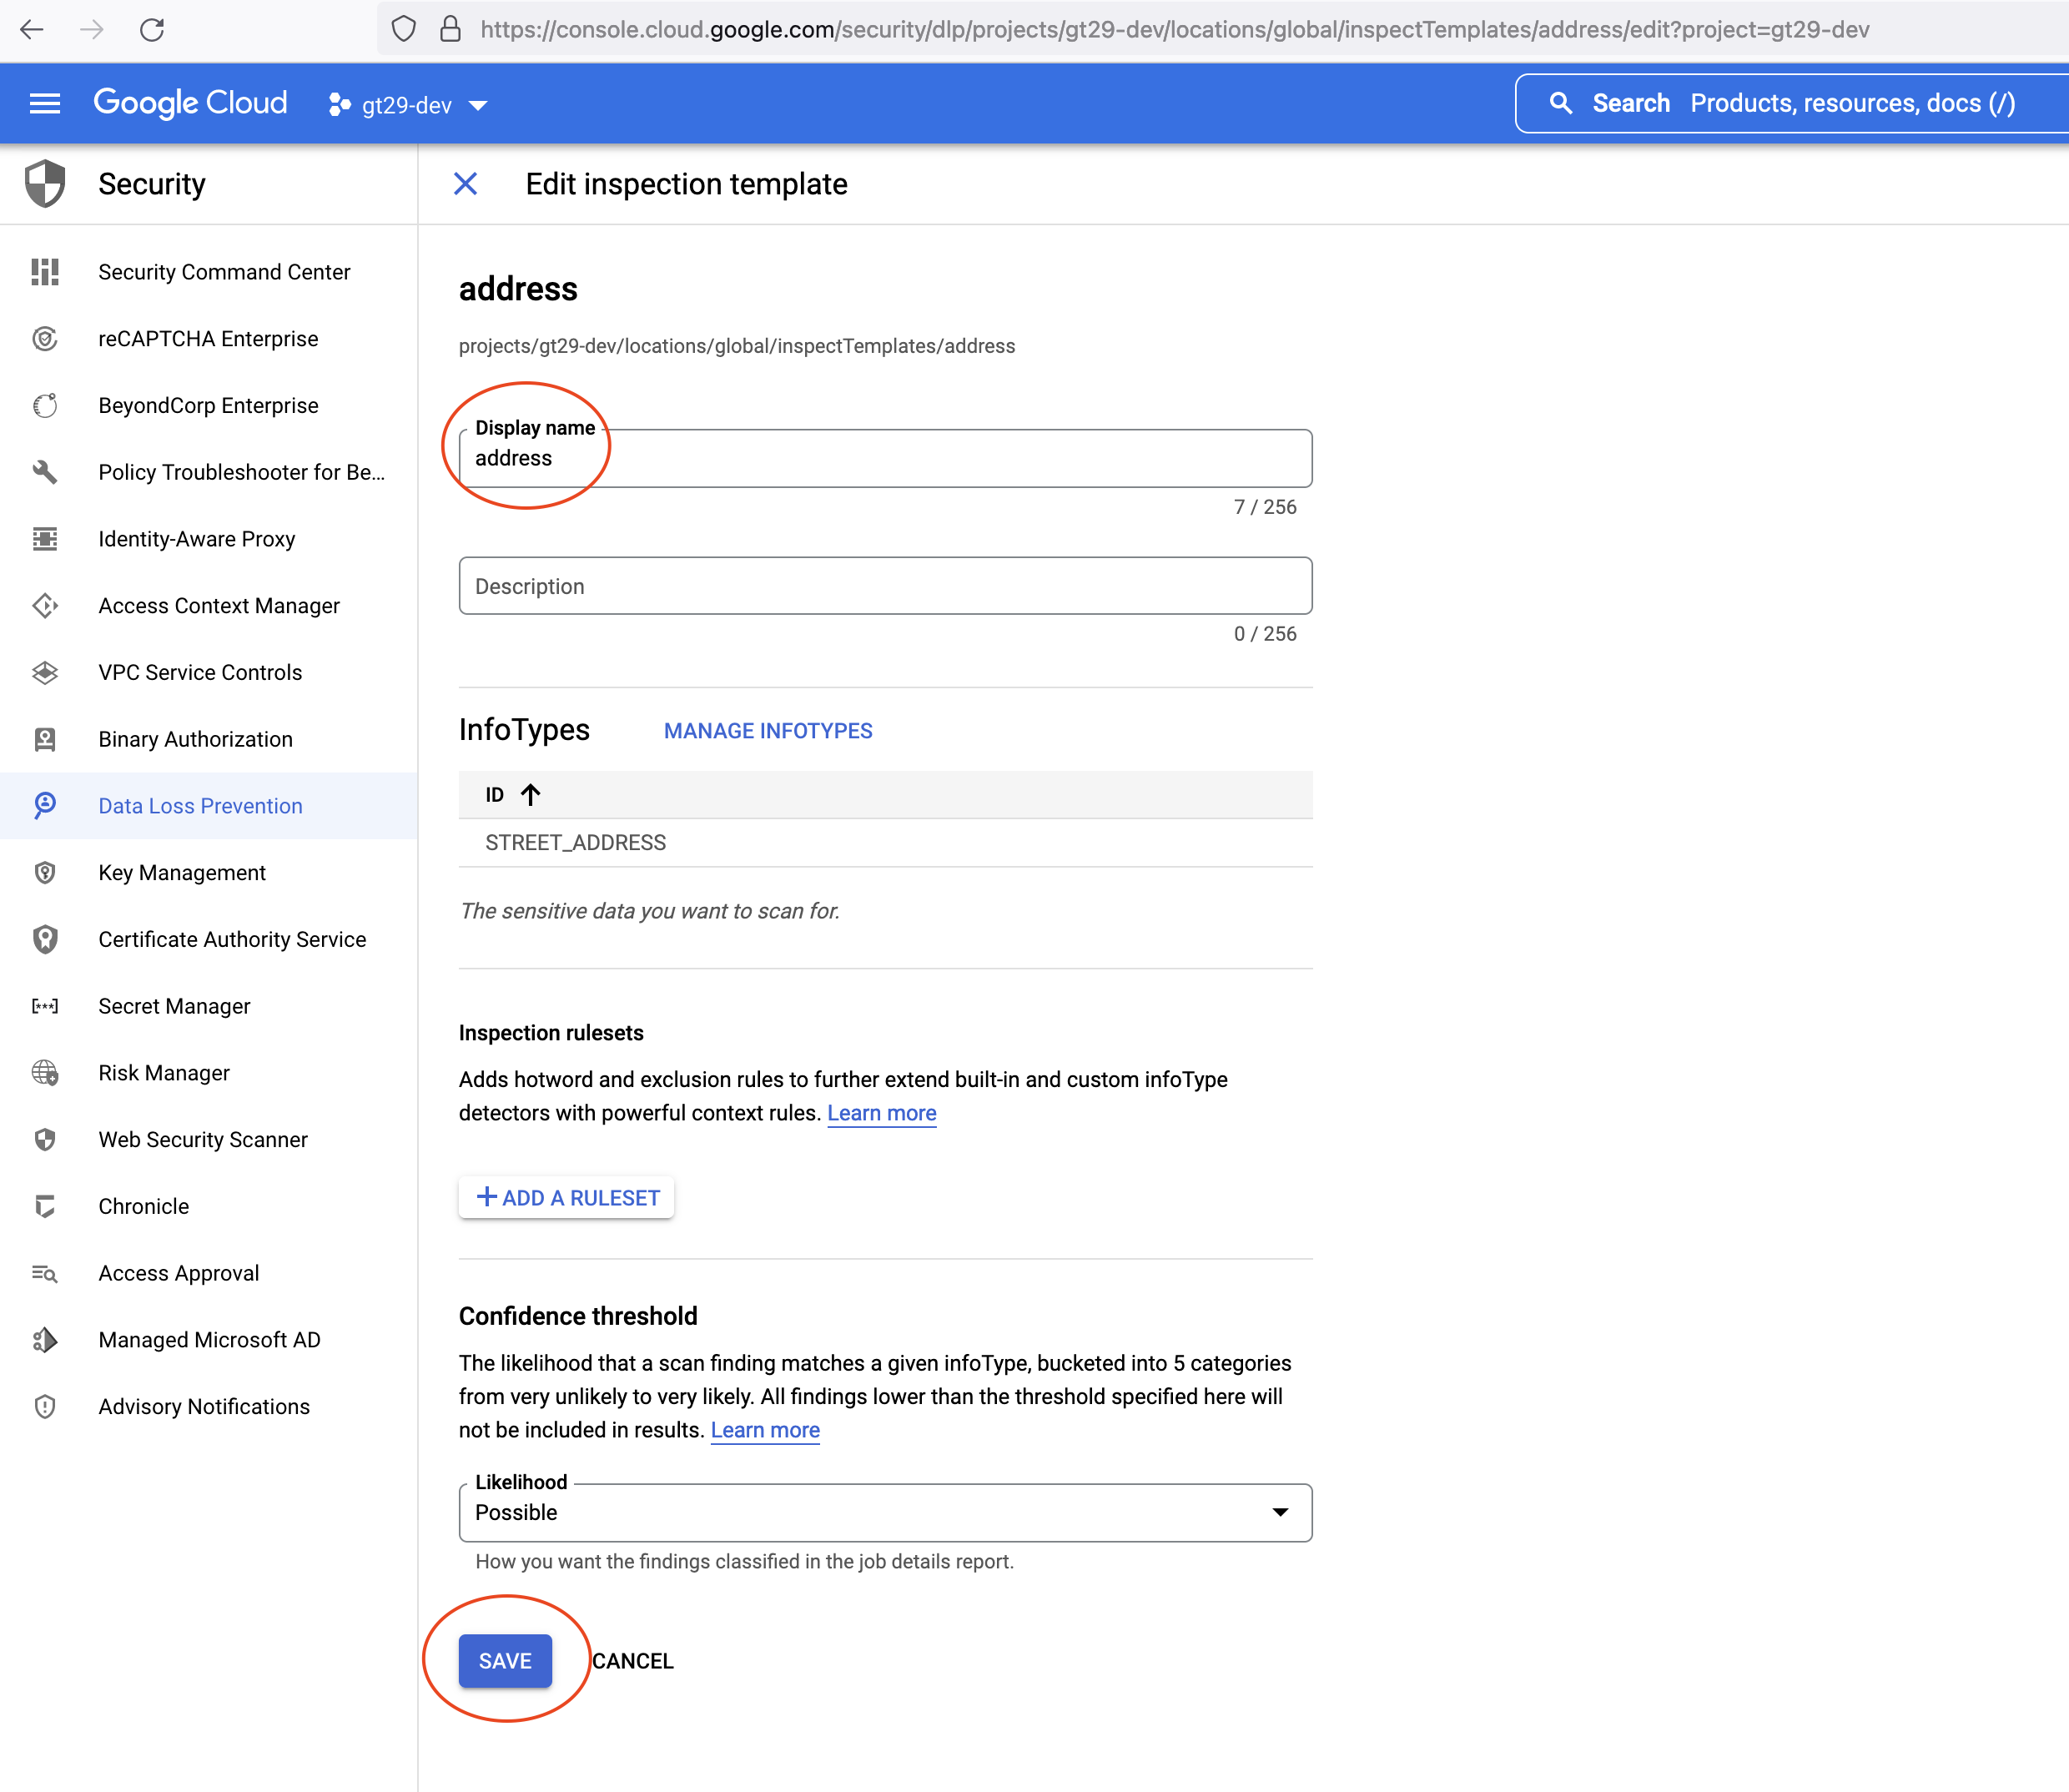 https://console.cloud.google.com/security/dlp/projects/gt29-dev/locations/global/inspectTemplates/address/edit?project=gt29-dev
Google Cloud
gt29-dev
Search Products, resources, docs (/)
Security
Edit inspection template
Security Command Center
reCAPTCHA Enterprise
BeyondCorp Enterprise
Policy Troubleshooter for Be...
Identity-Aware Proxy
Access Context Manager
VPC Service Controls
Binary Authorization
Data Loss Prevention
Key Management
Certificate Authority Service
Secret Manager
Risk Manager
Web Security Scanner
Chronicle
Access Approval
Managed Microsoft AD
Advisory Notifications
address
projects/gt29-dev/locations/global/inspectTemplates/address
Display name
address
7 / 256
Description
0 / 256
InfoTypes MANAGE INFOTYPES
ID
STREET_ADDRESS
The sensitive data you want to scan for.
Inspection rulesets
Adds hotword and exclusion rules to further extend built-in and custom infoType
detectors with powerful context rules. Learn more
+ ADD A RULESET
Confidence threshold
The likelihood that a scan finding matches a given infoType, bucketed into 5 categories
from very unlikely to very likely. All findings lower than the threshold specified here will
not be included in results. Learn more
Likelihood
Possible
How you want the findings classified in the job details report.
SAVE CANCEL